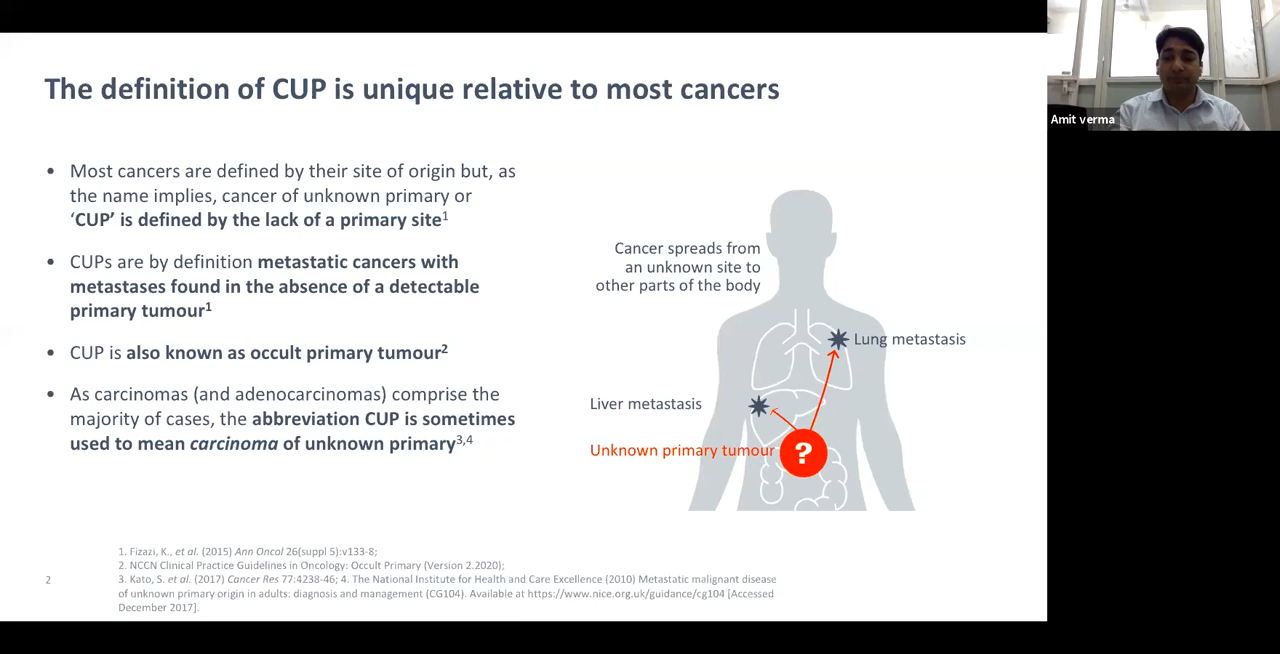 The definition of CUP is unique relative to most cancers
• Most cancers are defined by their site of origin but, as
the name implies, cancer of unknown primary or
‘CUP’ is defined by the lack of a primary site¹
• CUPs are by definition metastatic cancers with
metastases found in the absence of a detectable
primary tumour¹
• CUP is also known as occult primary tumour²
• As carcinomas (and adenocarcinomas) comprise the
majority of cases, the abbreviation CUP is sometimes
used to mean carcinoma of unknown primary³,⁴
Cancer spreads from
an unknown site to
other parts of the body
Lung metastasis
Liver metastasis
Unknown primary tumour
?
1. Fizazi, K., et al. (2015) Ann Oncol 26(suppl 5):v133-8;
2. NCCN Clinical Practice Guidelines in Oncology: Occult Primary (Version 2.2020);
3. Kato, S. et al. (2017) Cancer Res 77:4238-46; 4. The National Institute for Health and Care Excellence (2010) Metastatic malignant disease
of unknown primary origin in adults: diagnosis and management (CG104). Available at https://www.nice.org.uk/guidance/cg104 [Accessed
December 2017].
2
Amit verma